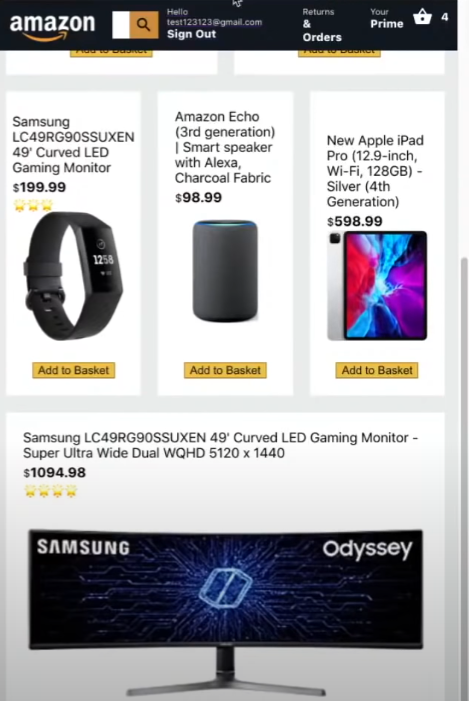 amazon
Hello
test123123@gmail.com
Sign Out
Returns
&
Orders
Your
Prime
4
Add to Basket
Add to Basket
Samsung
LC49RG90SSUXEN
49' Curved LED
Gaming Monitor
$199.99
1258
Add to Basket
Amazon Echo
(3rd generation)
| Smart speaker
with Alexa,
Charcoal Fabric
$98.99
Add to Basket
New Apple iPad
Pro (12.9-inch,
Wi-Fi, 128GB) -
Silver (4th
Generation)
$598.99
Add to Basket
Samsung LC49RG90SSUXEN 49' Curved LED Gaming Monitor -
Super Ultra Wide Dual WQHD 5120 x 1440
$1094.98
SAMSUNG
Odyssey